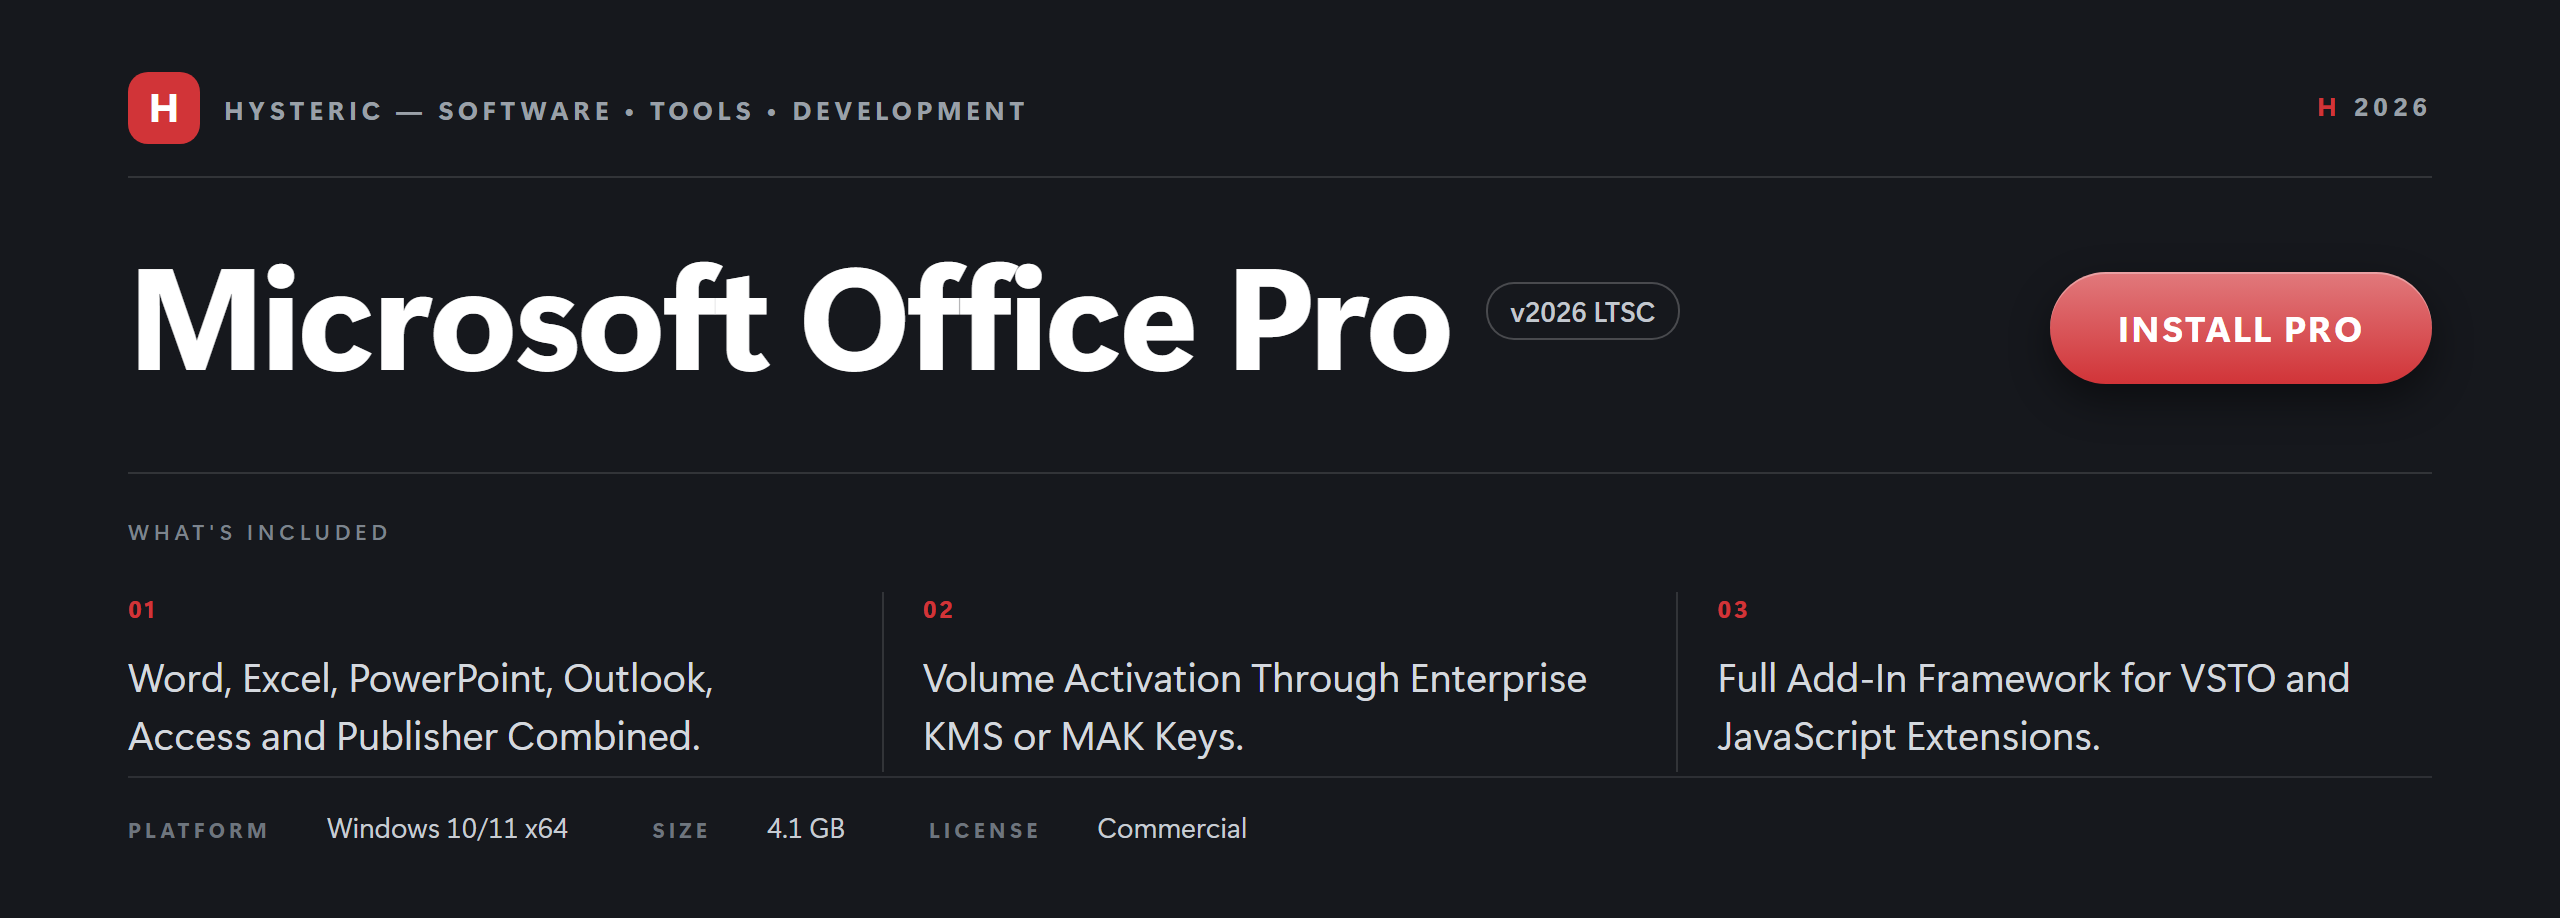 H HYSTERIC — SOFTWARE • TOOLS • DEVELOPMENT
H 2026
Microsoft Office Pro
v2026 LTSC
INSTALL PRO
WHAT'S INCLUDED
01
Word, Excel, PowerPoint, Outlook,
Access and Publisher Combined.
02
Volume Activation Through Enterprise
KMS or MAK Keys.
03
Full Add-In Framework for VSTO and
JavaScript Extensions.
PLATFORM Windows 10/11 x64 SIZE 4.1 GB LICENSE Commercial